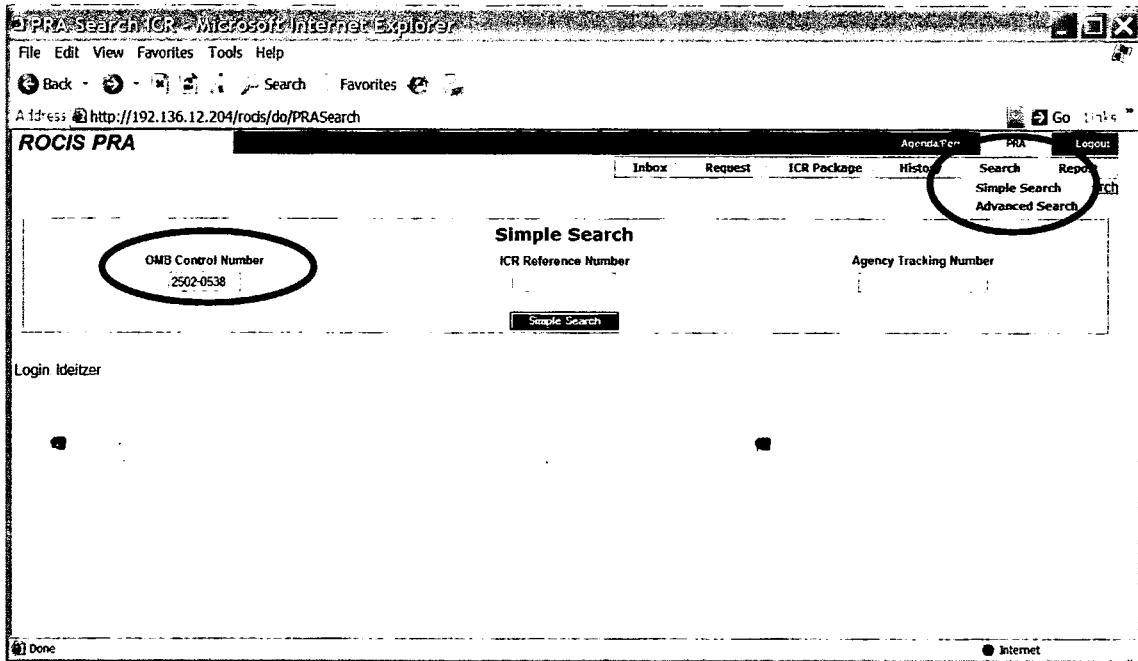 PRA Search ICR - Microsoft Internet Explorer
File Edit View Favorites Tools Help
Back - - Search Favorites
Address http://192.136.12.204/rocis/do/PRASearch Go Links »
ROCIS PRA PRA Logout
Inbox Request ICR Package History Search Report
Simple Search
Advanced Search
Simple Search
OMB Control Number ICR Reference Number Agency Tracking Number
2502-0538
Simple Search
Login ldeitzer
Done Internet